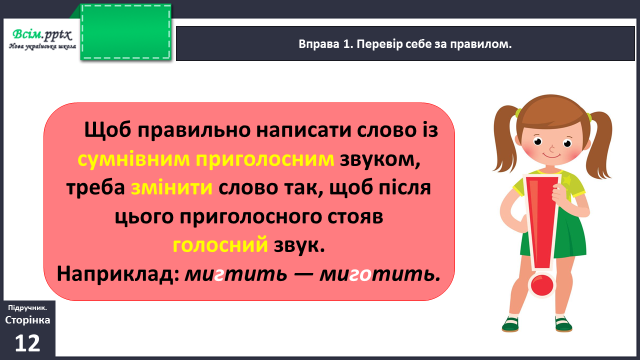 Всім.pptx
Нова українська школа
Вправа 1. Перевір себе за правилом.
Щоб правильно написати слово із
сумнівним приголосним звуком,
треба змінити слово так, щоб після
цього приголосного стояв
голосний звук.
Наприклад: мигтить — миготить.
Підручник.
Сторінка
12